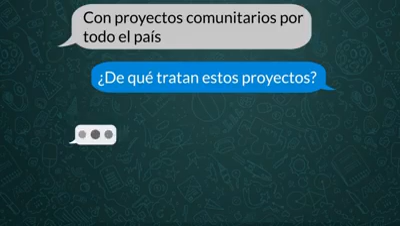 Con proyectos comunitarios por
todo el país
¿De qué tratan estos proyectos?